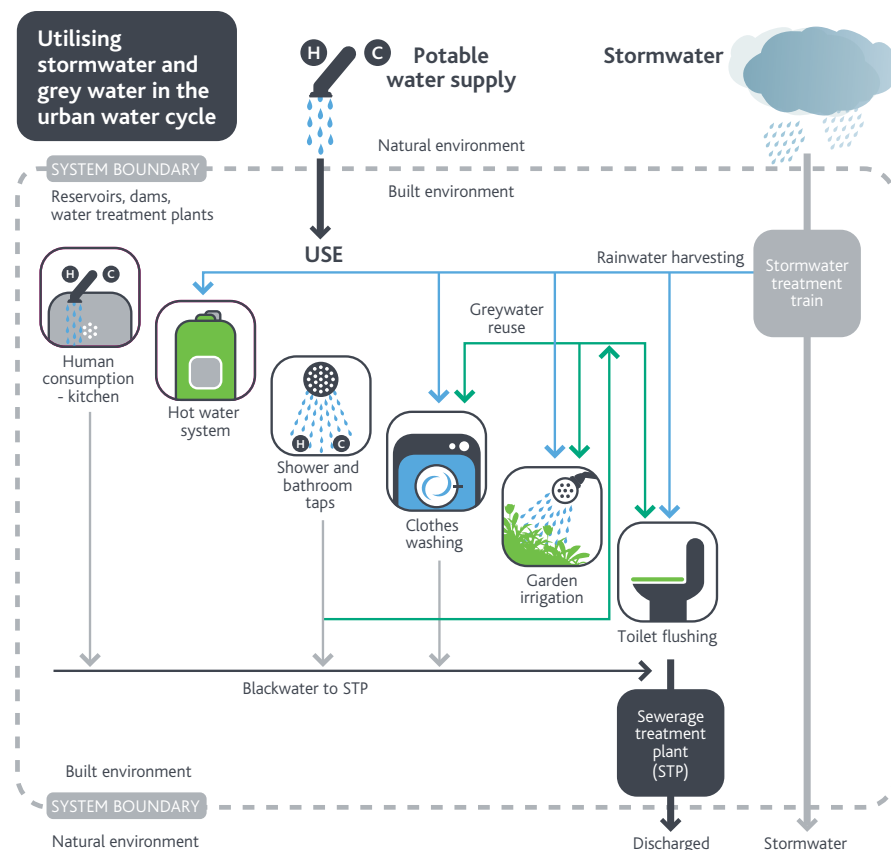 Utilising
stormwater and
grey water in the
urban water cycle
H
C
Potable
water supply
Stormwater
Natural environment
SYSTEM BOUNDARY
Built environment
Reservoirs, dams,
water treatment plants
USE
Rainwater harvesting
Stormwater
treatment
train
H
C
Human
consumption
- kitchen
Hot water
system
Greywater
reuse
H
C
Shower and
bathroom
taps
Clothes
washing
Garden
irrigation
Toilet flushing
Blackwater to STP
Sewerage
treatment
plant
(STP)
Built environment
SYSTEM BOUNDARY
Natural environment
Discharged
Stormwater